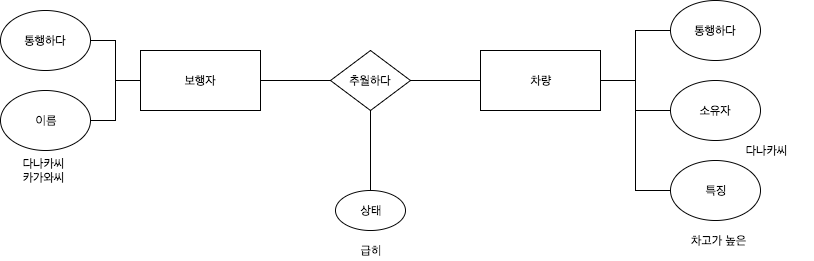 통행하다
이름
다나카씨
카가와씨
보행자
추월하다
상태
급히
차량
통행하다
소유자
다나카씨
특징
차고가 높은